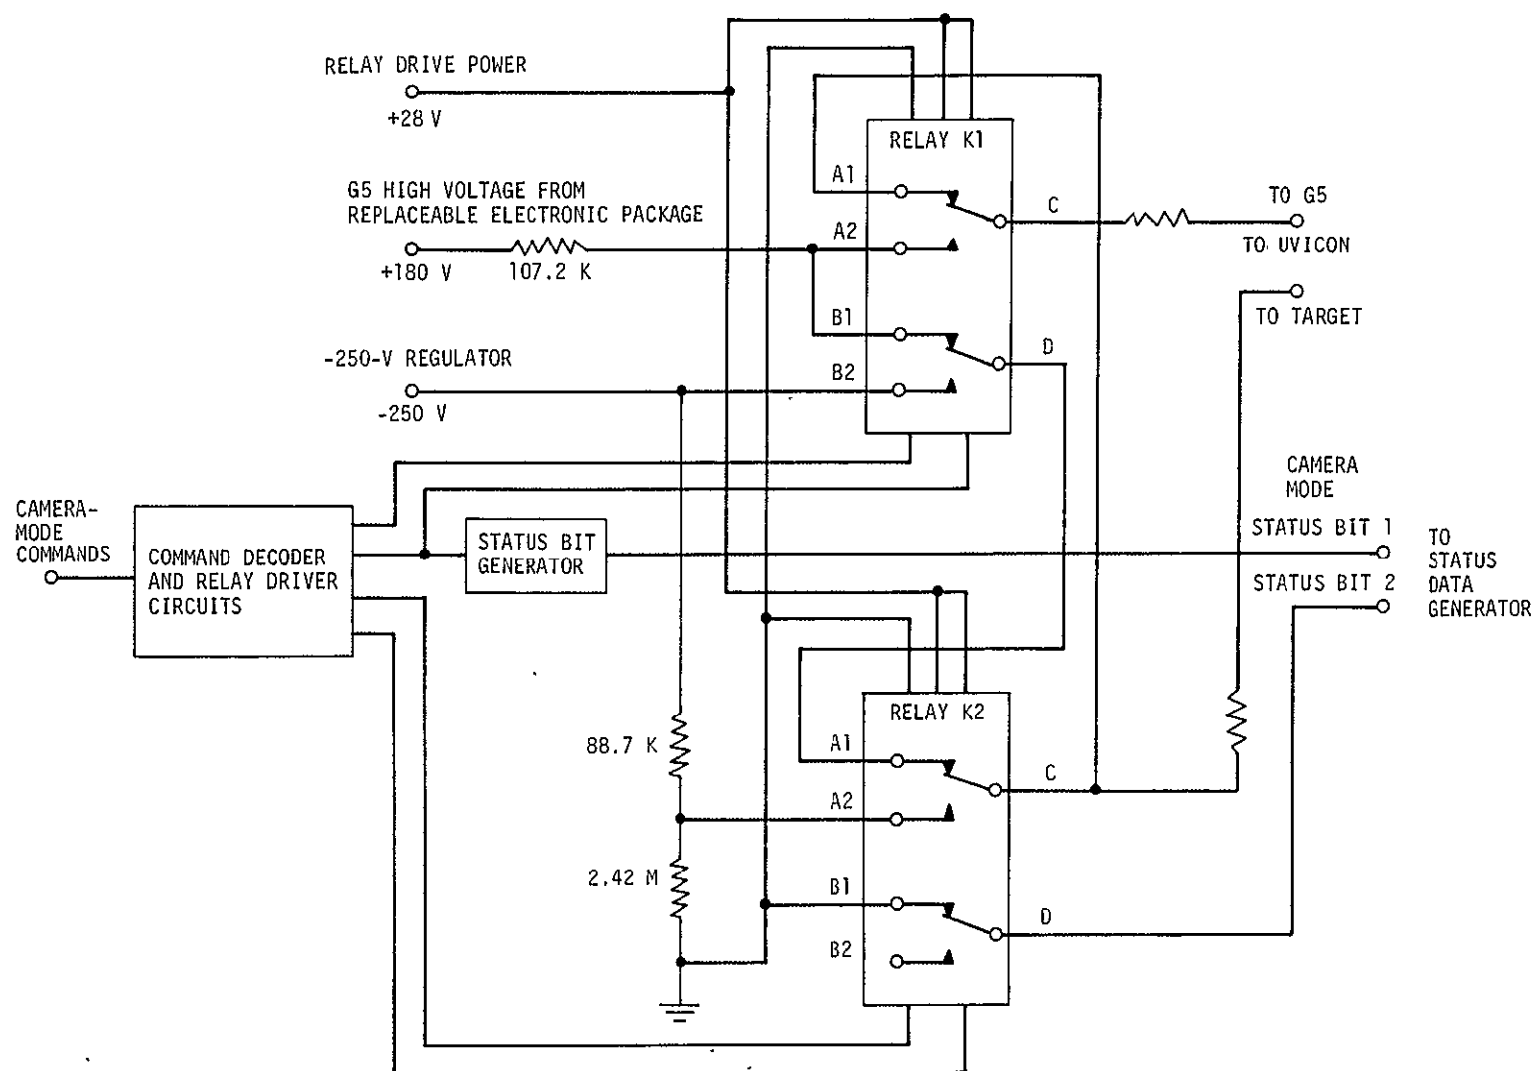 RELAY DRIVE POWER
+28 V
RELAY K1
G5 HIGH VOLTAGE FROM
REPLACEABLE ELECTRONIC PACKAGE
+180 V
107.2 K
A1
A2
B1
B2
C
D
TO G5
TO UVICON
TO TARGET
-250-V REGULATOR
-250 V
CAMERA
MODE
STATUS BIT 1
STATUS BIT 2
TO
STATUS
DATA
GENERATOR
CAMERA-
MODE
COMMANDS
COMMAND DECODER
AND RELAY DRIVER
CIRCUITS
STATUS BIT
GENERATOR
RELAY K2
88.7 K
2.42 M
A1
A2
B1
B2
C
D